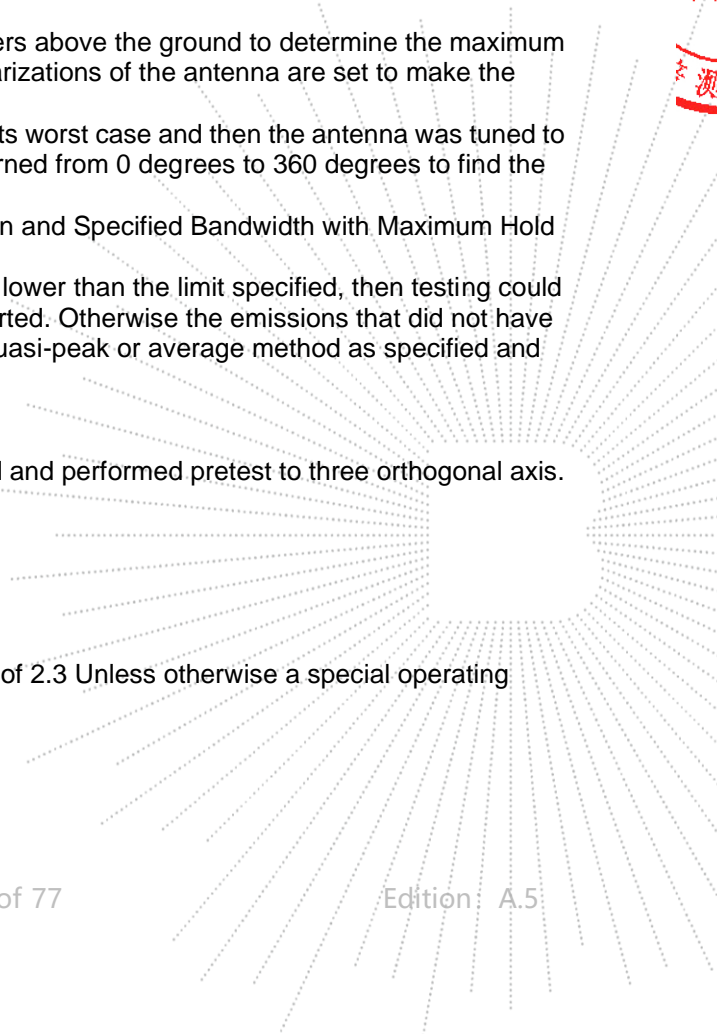 ers above the ground to determine the maximum
arizations of the antenna are set to make the
ts worst case and then the antenna was tuned to
rned from 0 degrees to 360 degrees to find the
n and Specified Bandwidth with Maximum Hold
lower than the limit specified, then testing could
rted. Otherwise the emissions that did not have
uasi-peak or average method as specified and
l and performed pretest to three orthogonal axis.
of 2.3 Unless otherwise a special operating
of 77 Edition： A.5
测